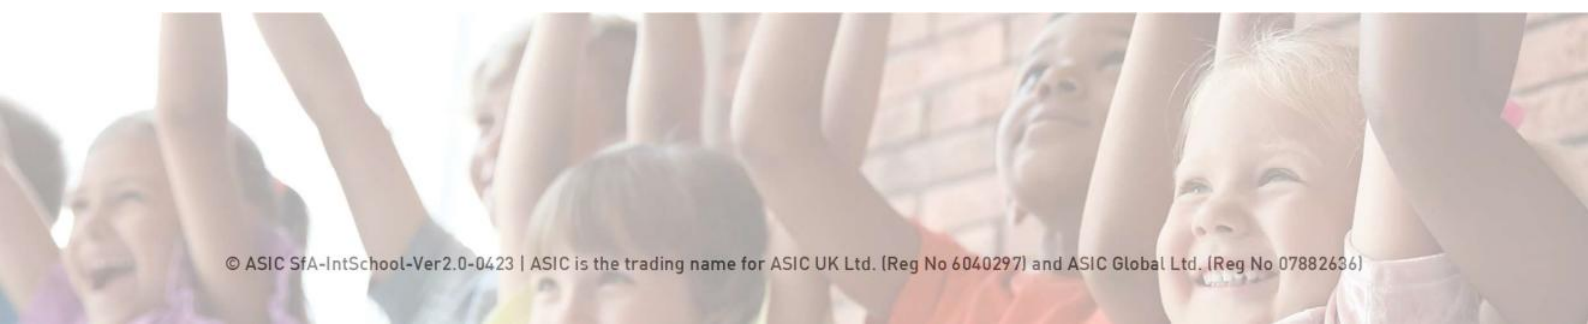 © ASIC SfA-IntSchool-Ver2.0-0423 | ASIC is the trading name for ASIC UK Ltd. (Reg No 6040297) and ASIC Global Ltd. (Reg No 07882636)